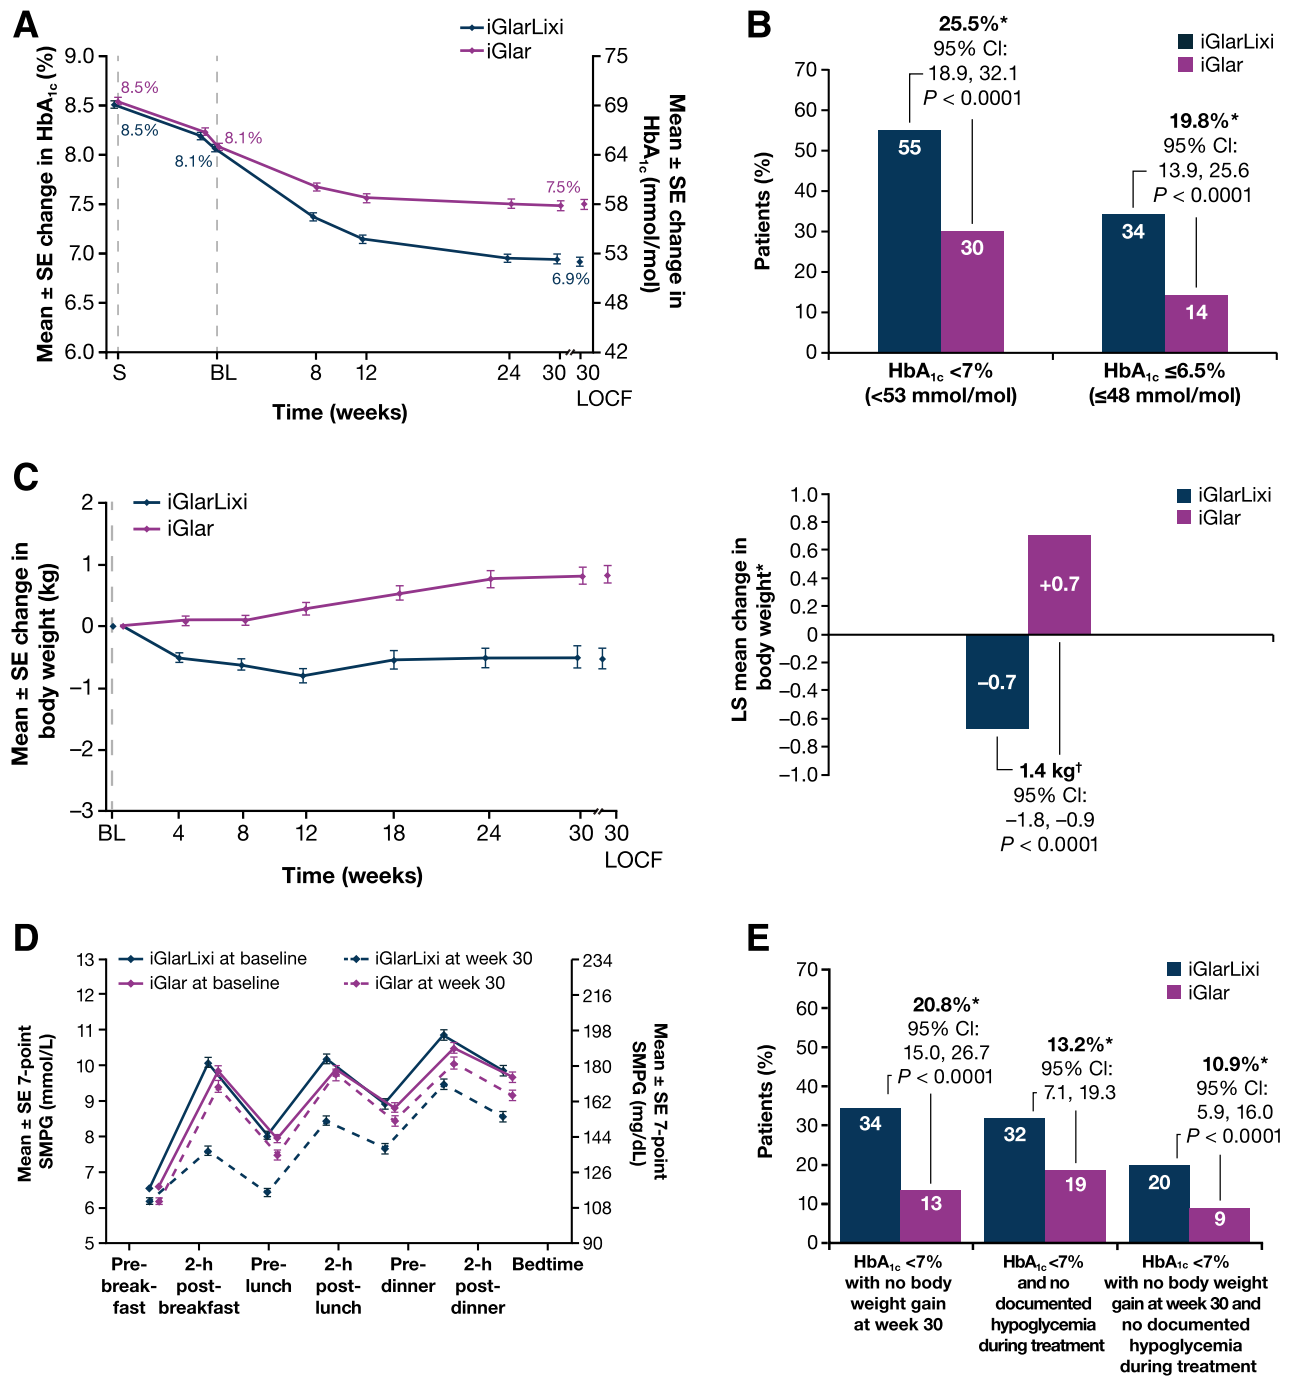 A
iGlarLixi
iGlar
Mean ± SE change in HbA1c (%)
9.0
8.5
8.0
7.5
7.0
6.5
6.0
8.5%
8.5%
8.1%
8.1%
7.5%
6.9%
75
69
64
58
53
48
42
Mean ± SE change in
HbA1c (mmol/mol)
S
BL
8
12
24
30
30
LOCF
Time (weeks)
B
iGlarLixi
iGlar
Patients (%)
70
60
50
40
30
20
10
0
25.5%*
95% CI:
18.9, 32.1
P < 0.0001
19.8%*
95% CI:
13.9, 25.6
P < 0.0001
55
30
34
14
HbA1c <7%
(<53 mmol/mol)
HbA1c ≤6.5%
(≤48 mmol/mol)
C
iGlarLixi
iGlar
Mean ± SE change in
body weight (kg)
2
1
0
−1
−2
−3
BL
4
8
12
18
24
30
30
LOCF
Time (weeks)
iGlarLixi
iGlar
LS mean change in
body weight*
1.0
0.8
0.6
0.4
0.2
0
−0.2
−0.4
−0.6
−0.8
−1.0
+0.7
−0.7
1.4 kg†
95% CI:
−1.8, −0.9
P < 0.0001
D
iGlarLixi at baseline
iGlar at baseline
iGlarLixi at week 30
iGlar at week 30
Mean ± SE 7-point
SMPG (mmol/L)
13
12
11
10
9
8
7
6
5
234
216
198
180
162
144
126
108
90
Mean ± SE 7-point
SMPG (mg/dL)
Pre-
break-
fast
2-h
post-
breakfast
Pre-
lunch
2-h
post-
lunch
Pre-
dinner
2-h
post-
dinner
Bedtime
E
iGlarLixi
iGlar
Patients (%)
70
60
50
40
30
20
10
0
20.8%*
95% CI:
15.0, 26.7
P < 0.0001
13.2%*
95% CI:
7.1, 19.3
10.9%*
95% CI:
5.9, 16.0
P < 0.0001
34
13
32
19
20
9
HbA1c <7%
with no body
weight gain
at week 30
HbA1c <7%
and no
documented
hypoglycemia
during treatment
HbA1c <7%
with no body weight
gain at week 30 and
no documented
hypoglycemia
during treatment